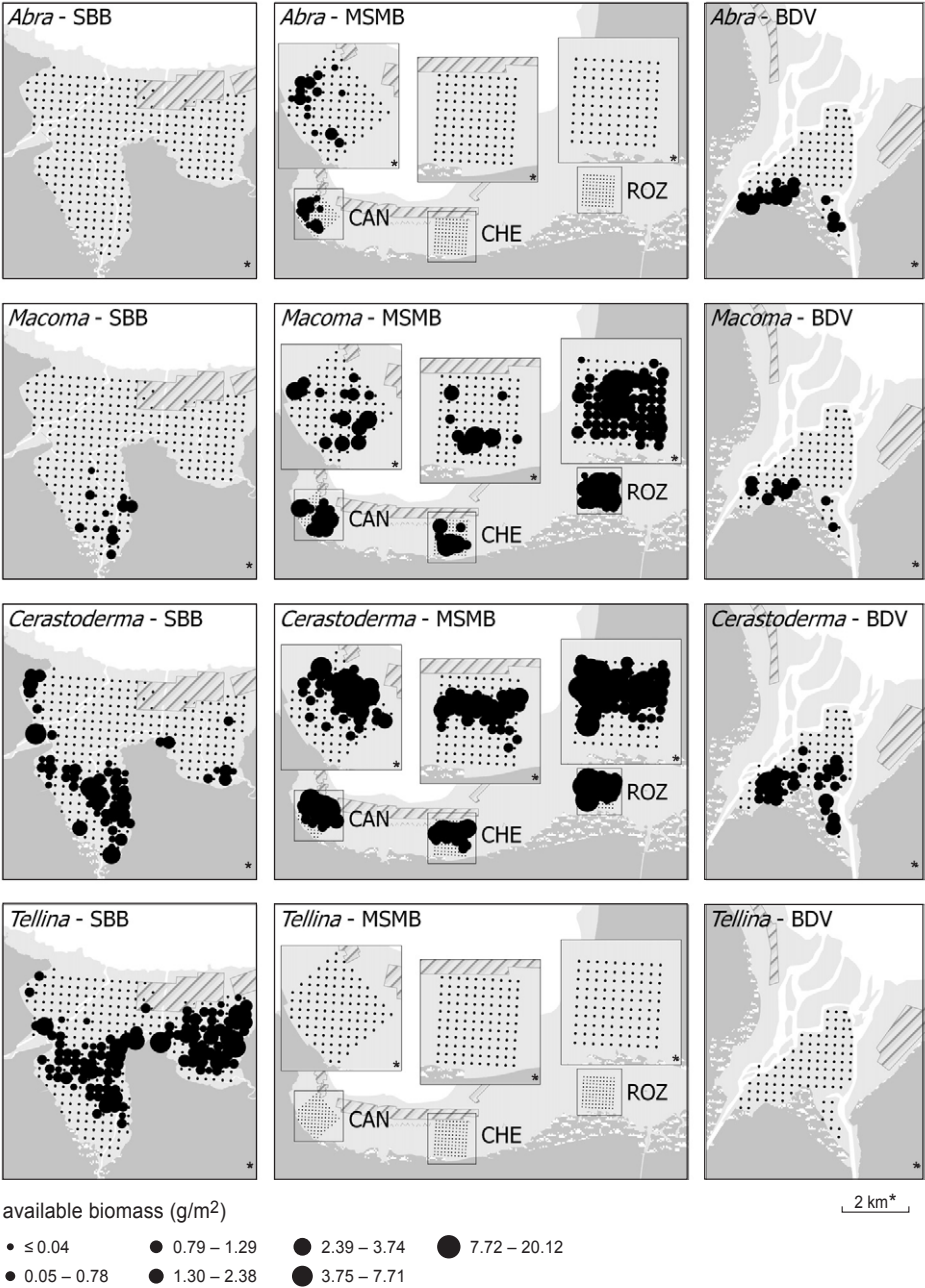 Abra - SBB
Abra - MSMB
Abra - BDV
CAN
CHE
ROZ
*
*
*
*
*
Macoma - SBB
Macoma - MSMB
Macoma - BDV
CAN
CHE
ROZ
*
*
*
*
*
Cerastoderma - SBB
Cerastoderma - MSMB
Cerastoderma - BDV
CAN
CHE
ROZ
*
*
*
*
*
Tellina - SBB
Tellina - MSMB
Tellina - BDV
CAN
CHE
ROZ
*
*
*
*
*
2 km*
available biomass (g/m²)
≤ 0.04
0.79 – 1.29
2.39 – 3.74
7.72 – 20.12
0.05 – 0.78
1.30 – 2.38
3.75 – 7.71